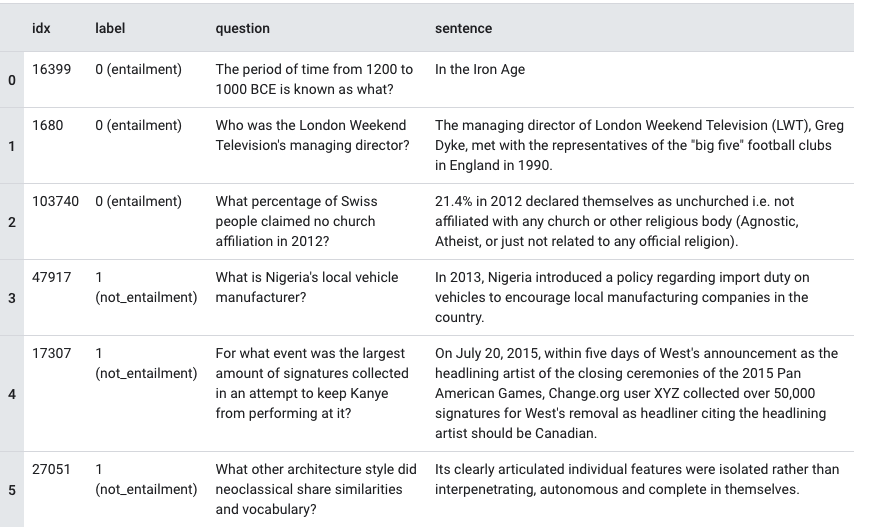 idx label question sentence
0 16399 0 (entailment) The period of time from 1200 to In the Iron Age
1000 BCE is known as what?
1 1680 0 (entailment) Who was the London Weekend The managing director of London Weekend Television (LWT), Greg
Television's managing director? Dyke, met with the representatives of the "big five" football clubs
in England in 1990.
2 103740 0 (entailment) What percentage of Swiss 21.4% in 2012 declared themselves as unchurched i.e. not
people claimed no church affiliated with any church or other religious body (Agnostic,
affiliation in 2012? Atheist, or just not related to any official religion).
3 47917 1 What is Nigeria's local vehicle In 2013, Nigeria introduced a policy regarding import duty on
(not_entailment) manufacturer? vehicles to encourage local manufacturing companies in the
country.
4 17307 1 For what event was the largest On July 20, 2015, within five days of West's announcement as the
(not_entailment) amount of signatures collected headlining artist of the closing ceremonies of the 2015 Pan
in an attempt to keep Kanye American Games, Change.org user XYZ collected over 50,000
from performing at it? signatures for West's removal as headliner citing the headlining
artist should be Canadian.
5 27051 1 What other architecture style did Its clearly articulated individual features were isolated rather than
(not_entailment) neoclassical share similarities interpenetrating, autonomous and complete in themselves.
and vocabulary?